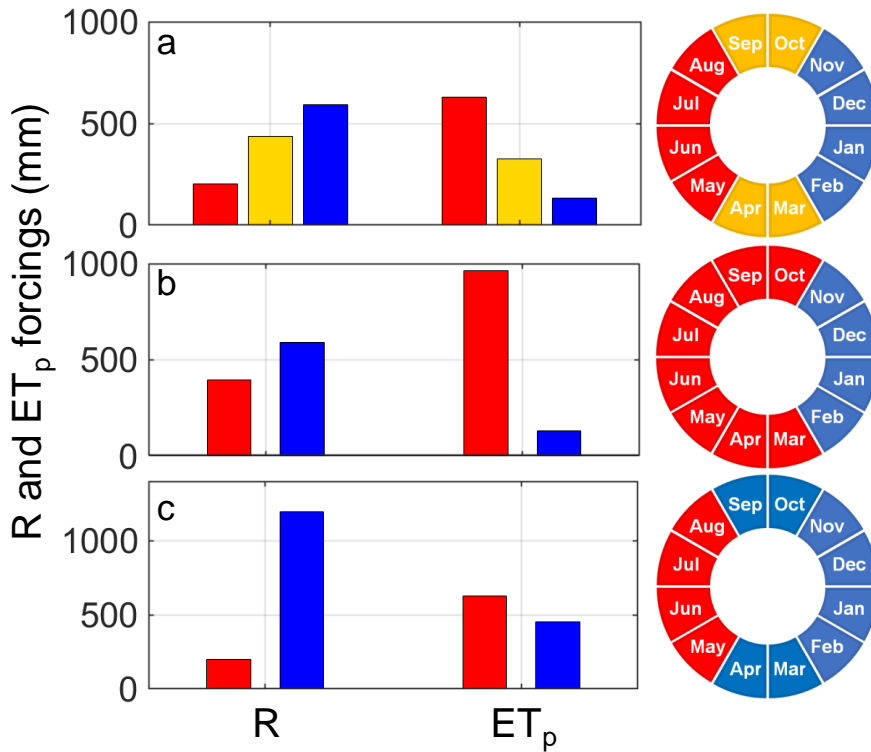 R and ETp forcings (mm)
1000
500
0
a
Sep Oct
Aug Nov
Jul Dec
Jun Jan
May Feb
Apr Mar
1000
500
0
b
Sep Oct
Aug Nov
Jul Dec
Jun Jan
May Feb
Apr Mar
1000
500
0
c
Sep Oct
Aug Nov
Jul Dec
Jun Jan
May Feb
Apr Mar
R ETp